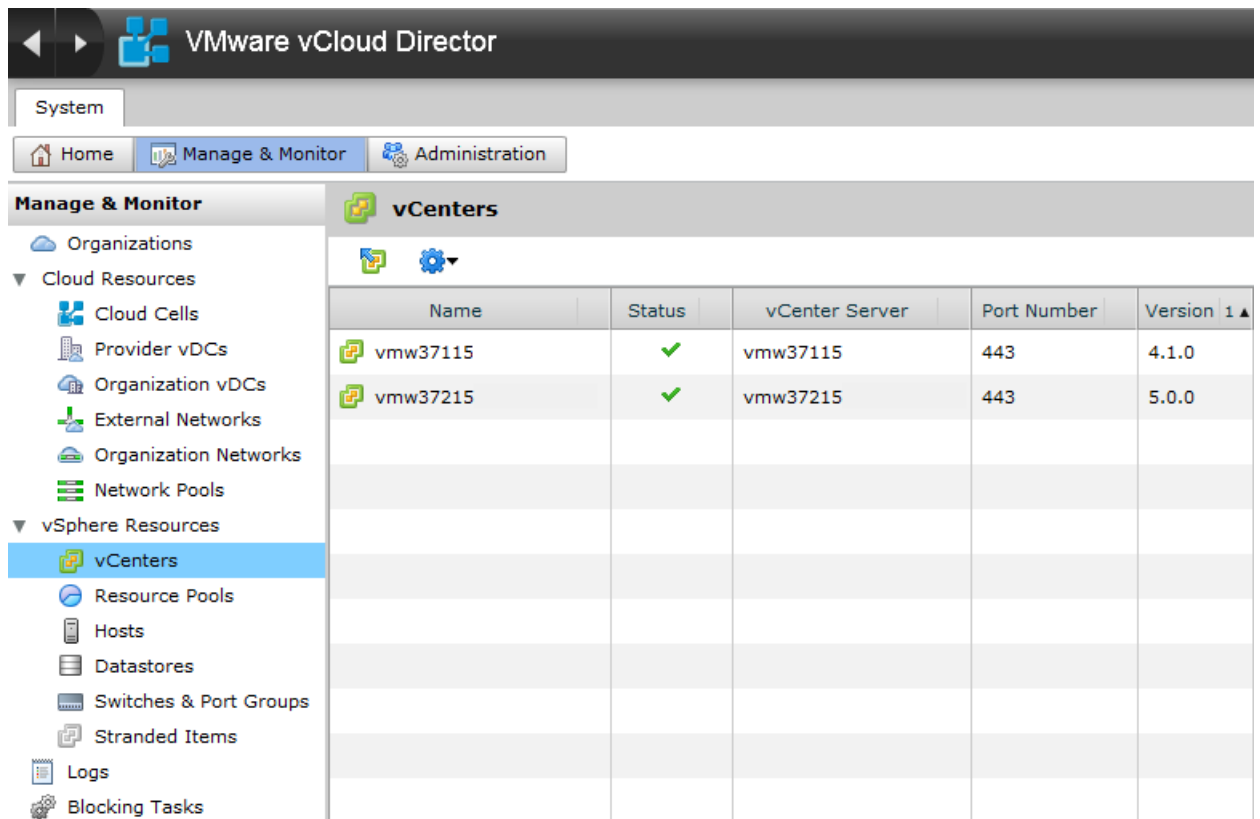 VMware vCloud Director
System
Home Manage & Monitor Administration
Manage & Monitor
Organizations
Cloud Resources
Cloud Cells
Provider vDCs
Organization vDCs
External Networks
Organization Networks
Network Pools
vSphere Resources
vCenters
Resource Pools
Hosts
Datastores
Switches & Port Groups
Stranded Items
Logs
Blocking Tasks
vCenters
Name Status vCenter Server Port Number Version 1
vmw37115 vmw37115 443 4.1.0
vmw37215 vmw37215 443 5.0.0